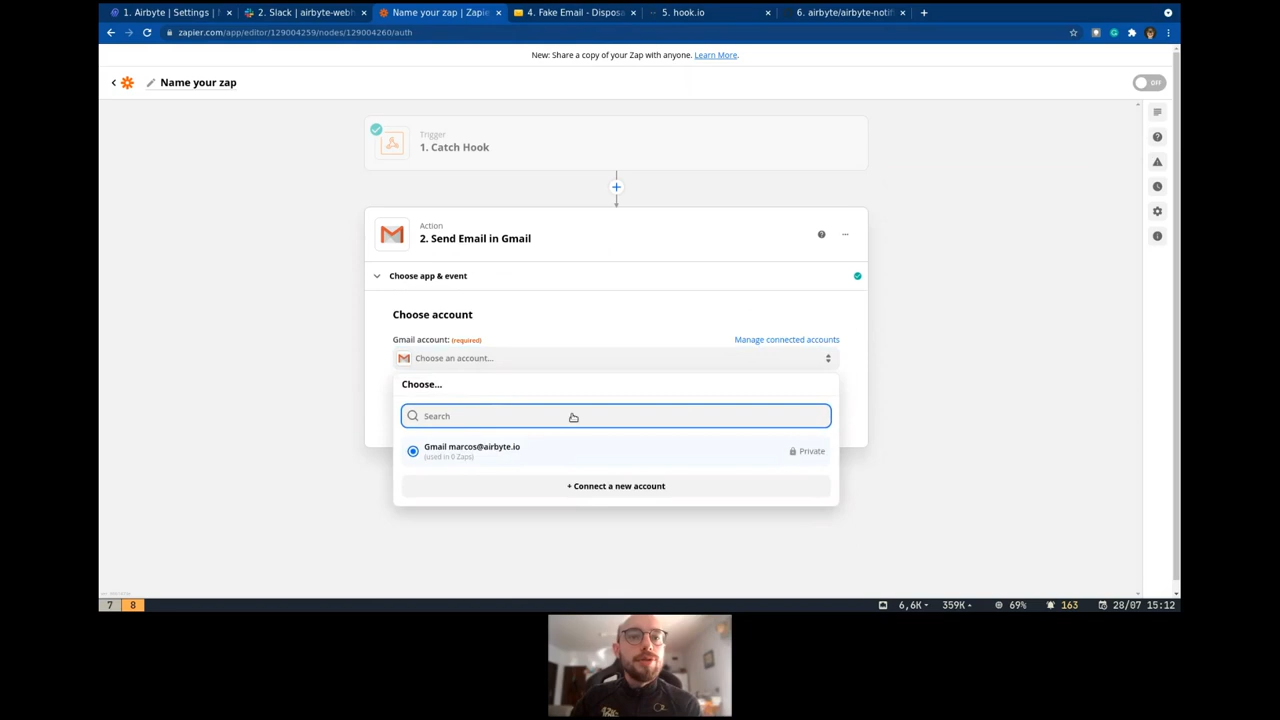 1. Airbyte | Settings | N
2. Slack | airbyte-webh
Name your zap | Zapie
4. Fake Email - Disposa
5. hook.io
6. airbyte/airbyte-notif
zapier.com/app/editor/129004259/nodes/129004260/auth
New: Share a copy of your Zap with anyone. Learn More.
Name your zap
OFF
Trigger
1. Catch Hook
Action
2. Send Email in Gmail
Choose app & event
Choose account
Gmail account: (required)
Manage connected accounts
Choose an account...
Choose...
Search
Gmail marcos@airbyte.io
(used in 0 Zaps)
Private
+ Connect a new account
7 8
6,6K 359K 69% 163 28/07 15:12